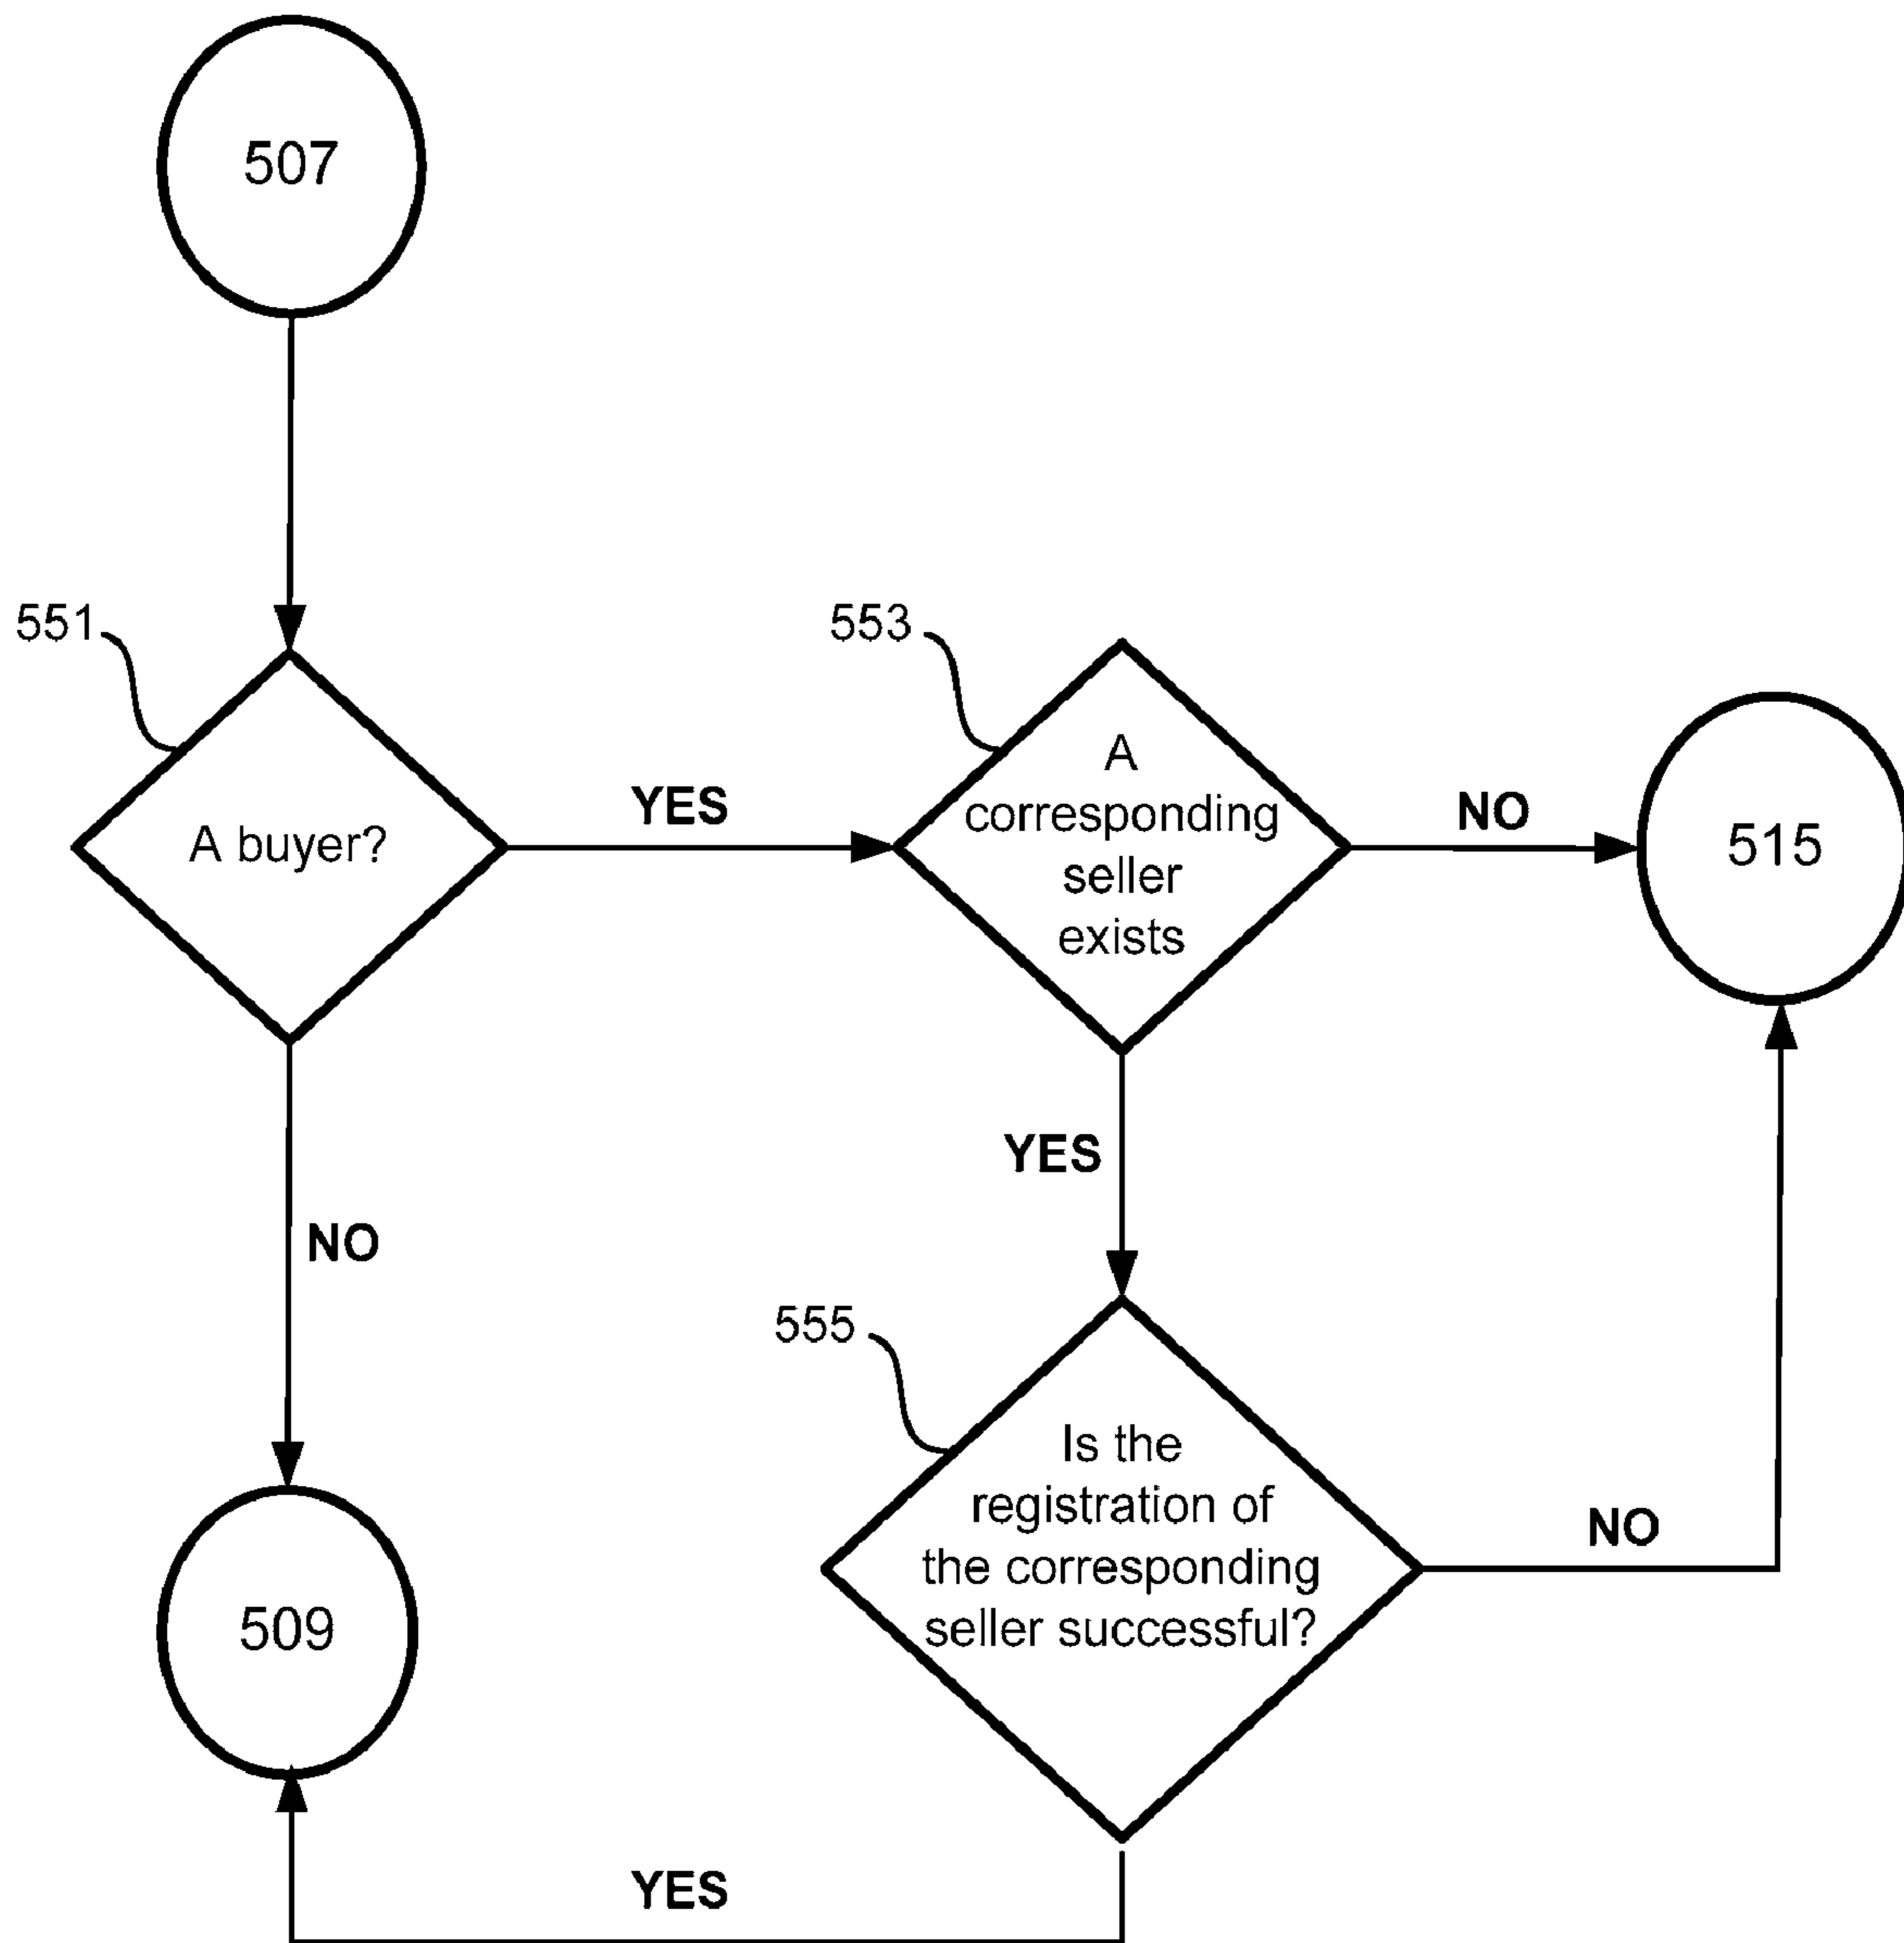 507
551
A buyer?
YES
553
A
corresponding
seller
exists
NO
515
NO
YES
555
Is the
registration of
the corresponding
seller successful?
NO
509
YES